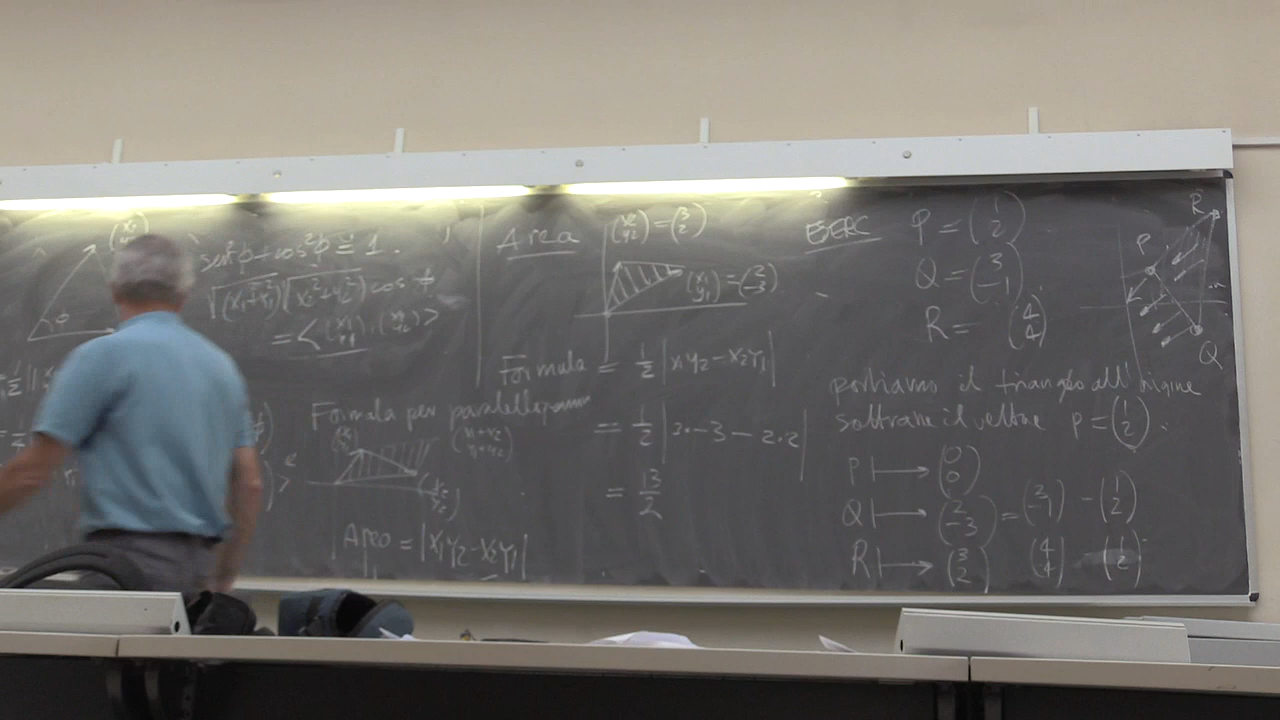 sen²φ + cos²φ = 1.
√(x₁²+y₁²) √(x₂²+y₂²) cos φ
= < (x₁ y₁), (x₂ y₂) >
φ
Formula per
Area = |x₁y₂ - x₂y₁|
Area
(x₂ y₂) = (3 2)
(x₁ y₁) = (2 -3)
Formula = 1/2 |x₁y₂ - x₂y₁|
= 1/2 |3·-3 - 2·2|
= 13/2
ESERC
P = (1 2)
Q = (3 -1)
R = (4 4)
R
P
Q
portiamo il triangolo all'origine
sottrarre il vettore p = (1 2).
P ↦ (0 0)
Q ↦ (2 -3) = (3 -1) - (1 2)
R ↦ (3 2) (4 4) (1 2)